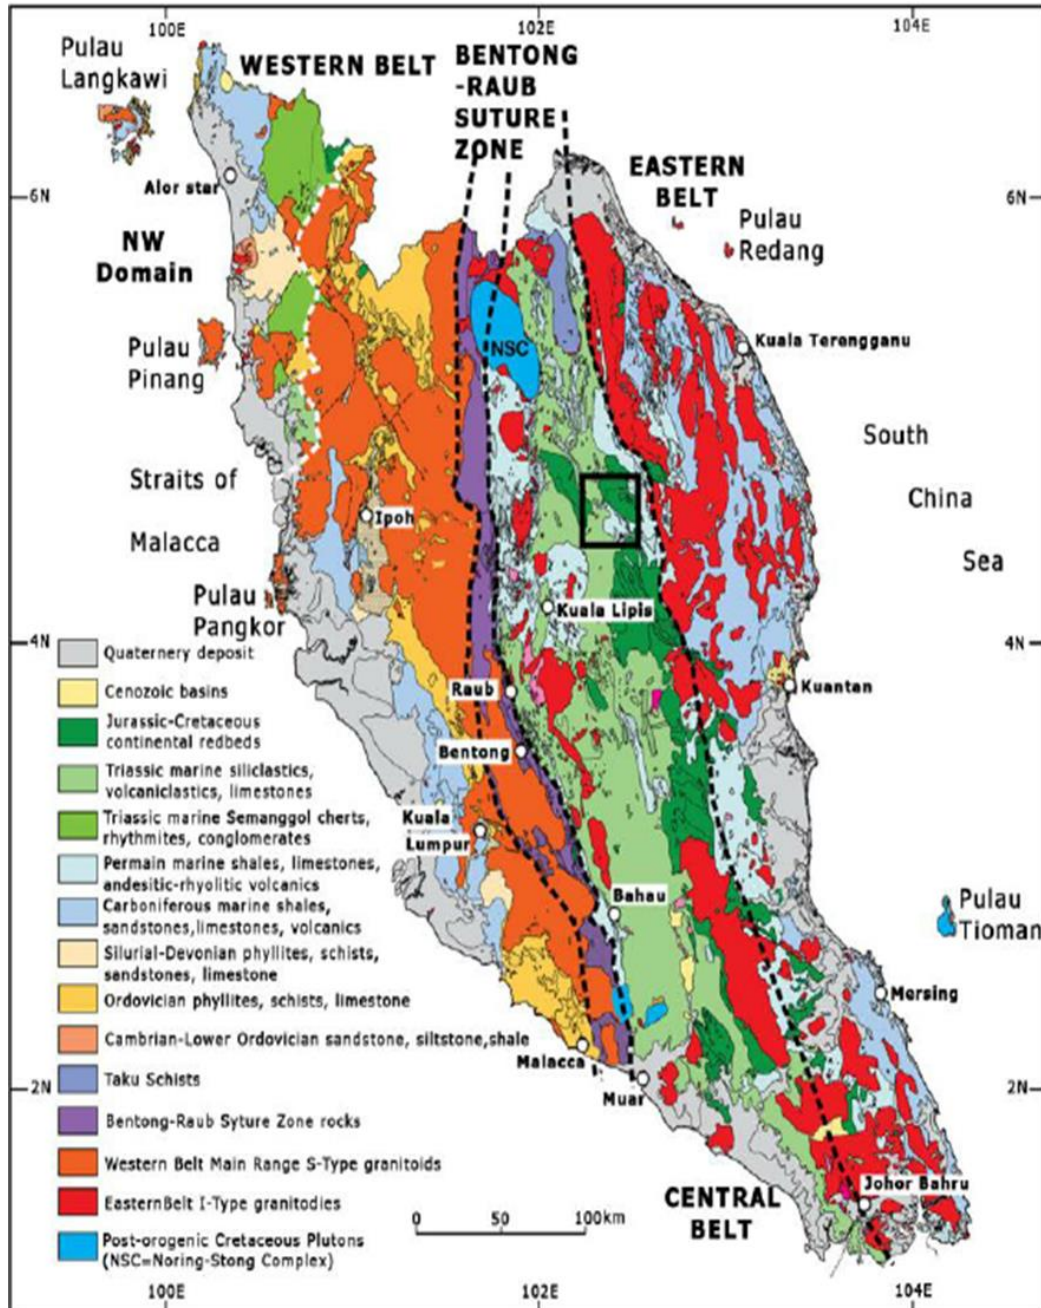 100E
102E
104E
Pulau
Langkawi
WESTERN BELT
BENTONG
-RAUB
SUTURE
ZONE
EASTERN
BELT
Alor star
6N
6N
NW
Domain
Pulau
Redang
Pulau
Pinang
NSC
Kuala Terengganu
Straits of
Malacca
South
China
Sea
Ipoh
Pulau
Pangkor
Kuala Lipis
4N
4N
Raub
Kuantan
Bentong
Kuala
Lumpur
Bahau
Pulau
Tioman
Mersing
Malacca
2N
2N
Muar
Johor Bahru
CENTRAL
BELT
Quaternery deposit
Cenozoic basins
Jurassic-Cretaceous
continental redbeds
Triassic marine siliclastics,
volcaniclastics, limestones
Triassic marine Semanggol cherts,
rhythmites, conglomerates
Permain marine shales, limestones,
andesitic-rhyolitic volcanics
Carboniferous marine shales,
sandstones,limestones, volcanics
Silurial-Devonian phyllites, schists,
sandstones, limestone
Ordovician phyllites, schists, limestone
Cambrian-Lower Ordovician sandstone, siltstone,shale
Taku Schists
Bentong-Raub Syture Zone rocks
Western Belt Main Range S-Type granitoids
EasternBelt I-Type granitodies
Post-orogenic Cretaceous Plutons
(NSC=Noring-Stong Complex)
0 50 100km
100E
102E
104E